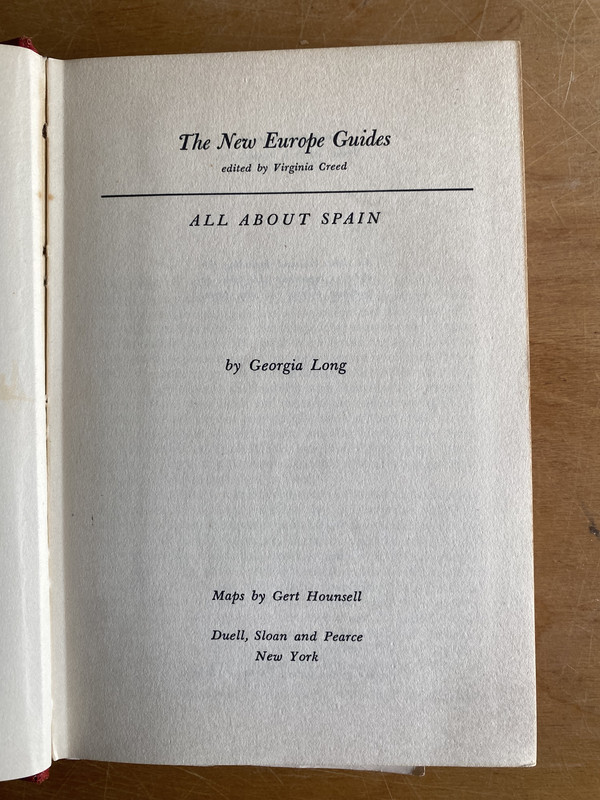 The New Europe Guides
edited by Virginia Creed
ALL ABOUT SPAIN
by Georgia Long
Maps by Gert Hounsell
Duell, Sloan and Pearce
New York